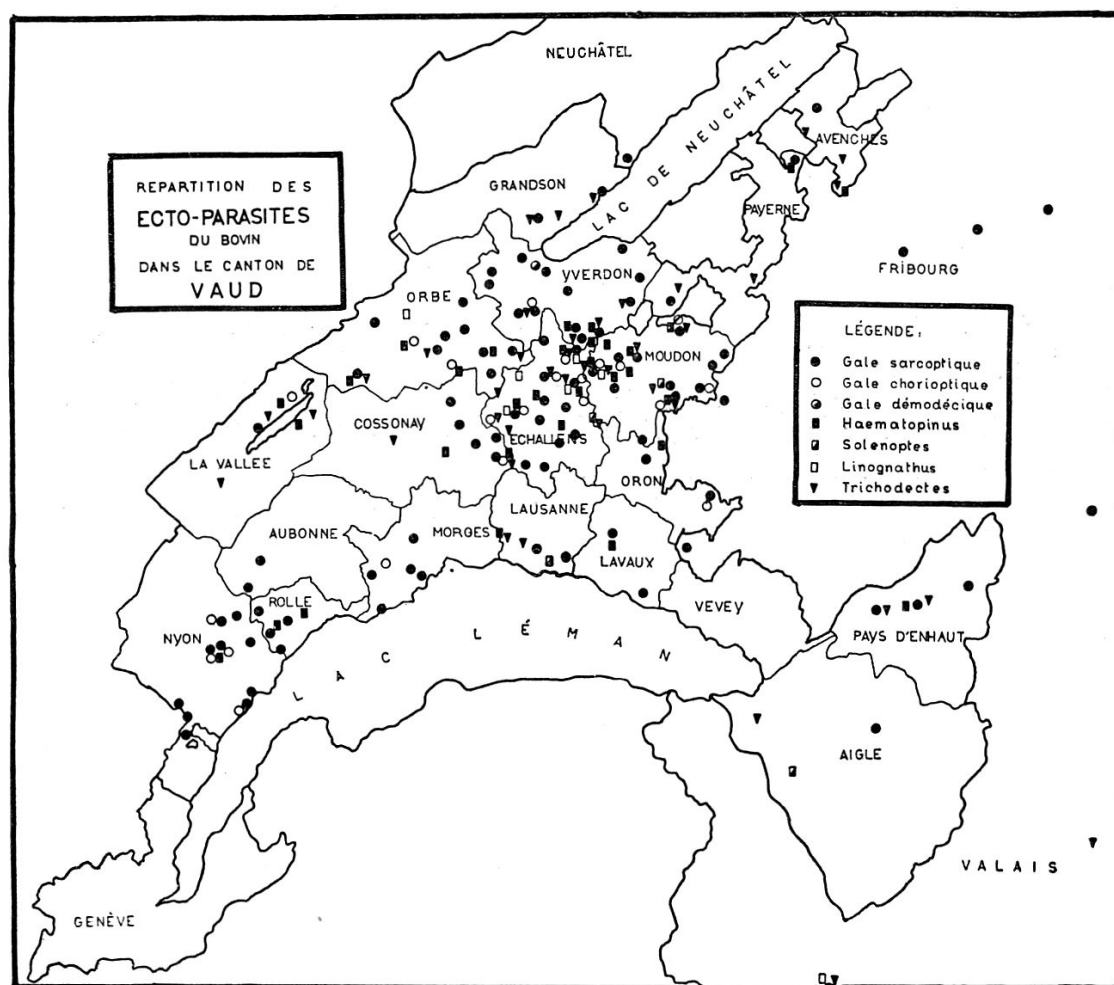 NEUCHÂTEL
LAC DE NEUCHÂTEL
AVENCHES
REPARTITION DES
ECTO-PARASITES
DU BOVIN
DANS LE CANTON DE
VAUD
GRANDSON
PAYERNE
YVERDON
FRIBOURG
ORBE
LÉGENDE:
Gale sarcoptique
Gale chorioptique
Gale démodécique
Haematopinus
Solenoptes
Linognathus
Trichodectes
MOUDON
COSSONAY
ECHALLENS
LA VALLEE
ORON
LAUSANNE
AUBONNE
MORGES
LAVAUX
ROLLE
VEVEY
NYON
PAYS D'ENHAUT
LAC LÉMAN
AIGLE
VALAIS
GENÈVE